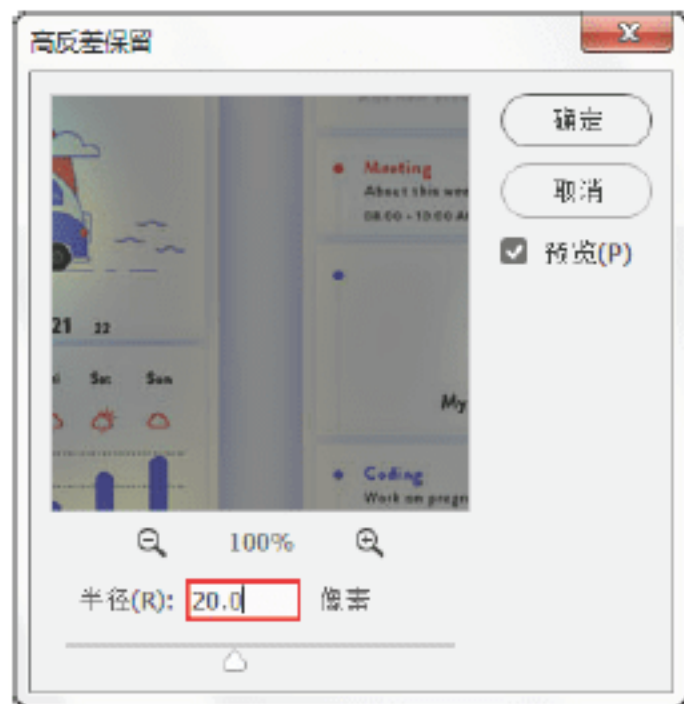 高反差保留
确定
取消
预览(P)
Meeting
About this wee
08:00 - 10:00 A
21 22
Sat Sun
My
Coding
Work on progr
100%
半径(R): 20.0 像素